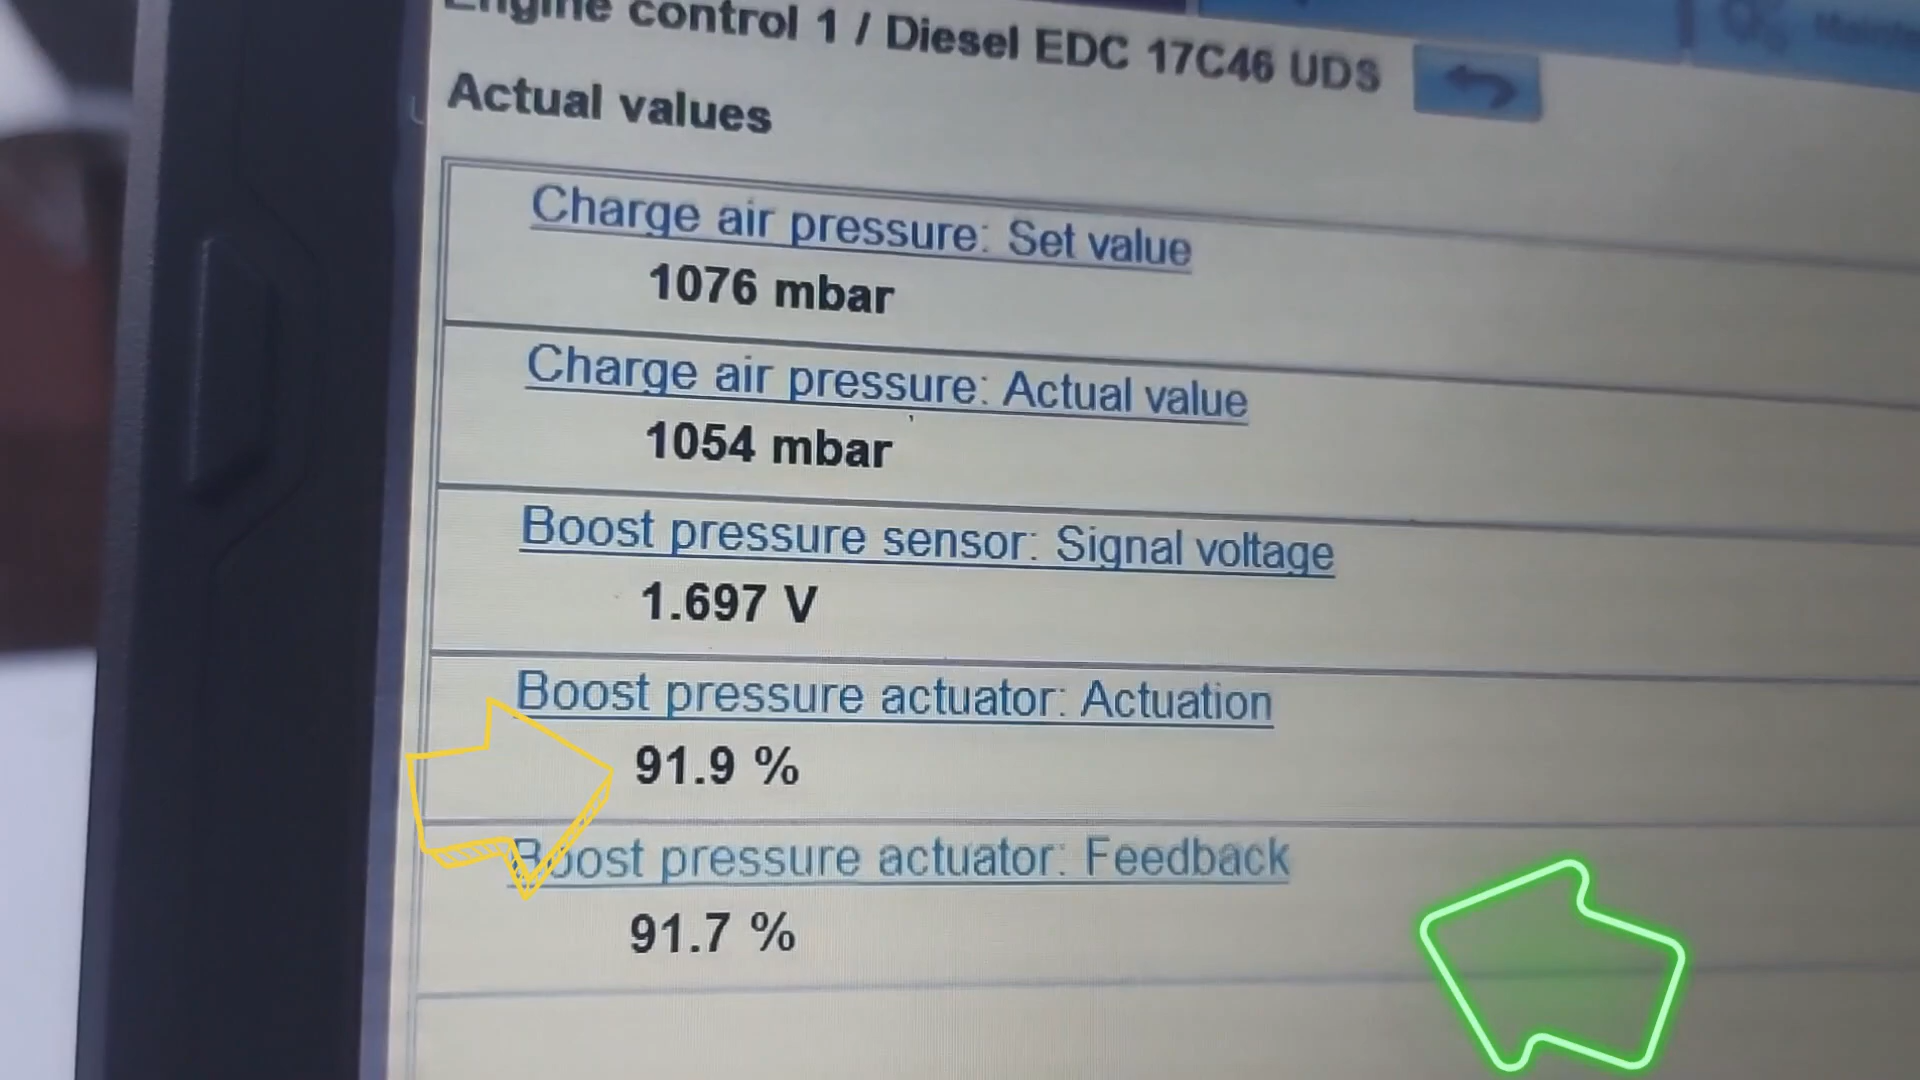 Engine control 1 / Diesel EDC 17C46 UDS
Actual values
Charge air pressure: Set value
1076 mbar
Charge air pressure: Actual value
1054 mbar
Boost pressure sensor: Signal voltage
1.697 V
Boost pressure actuator: Actuation
91.9 %
Boost pressure actuator: Feedback
91.7 %